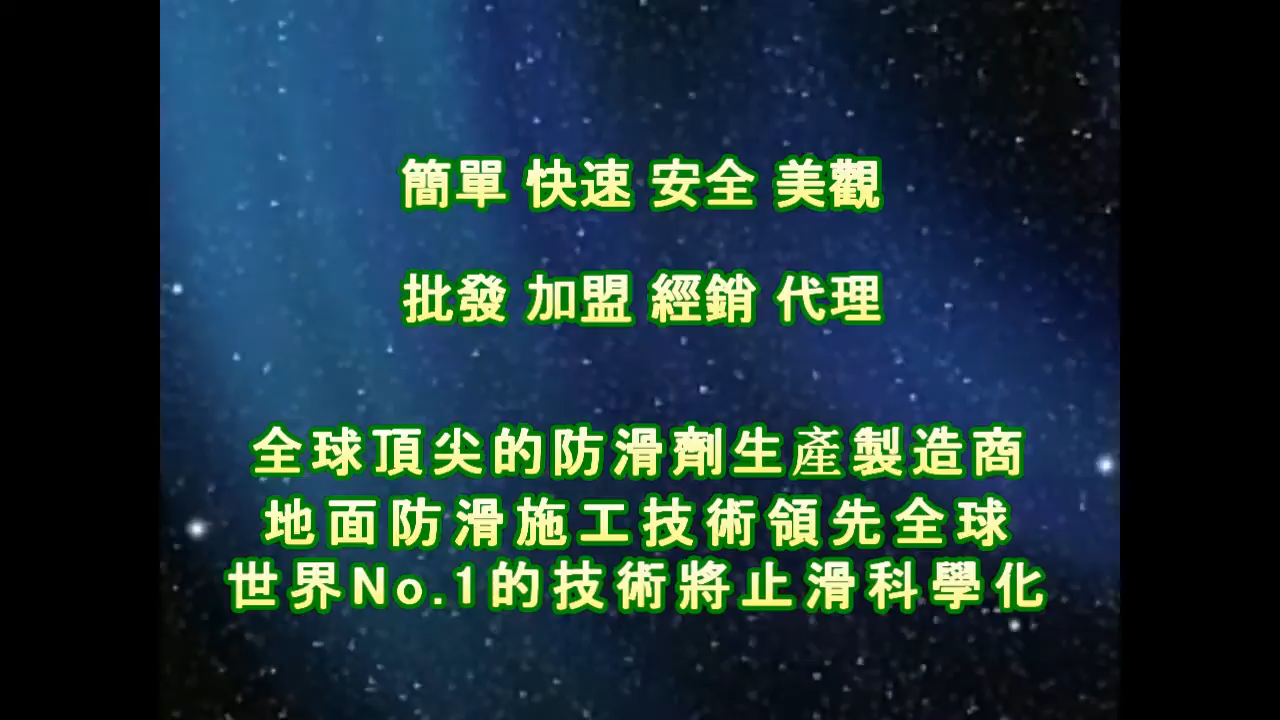 簡單 快速 安全 美觀
批發 加盟 經銷 代理
全球頂尖的防滑劑生產製造商
地面防滑施工技術領先全球
世界No.1的技術將止滑科學化